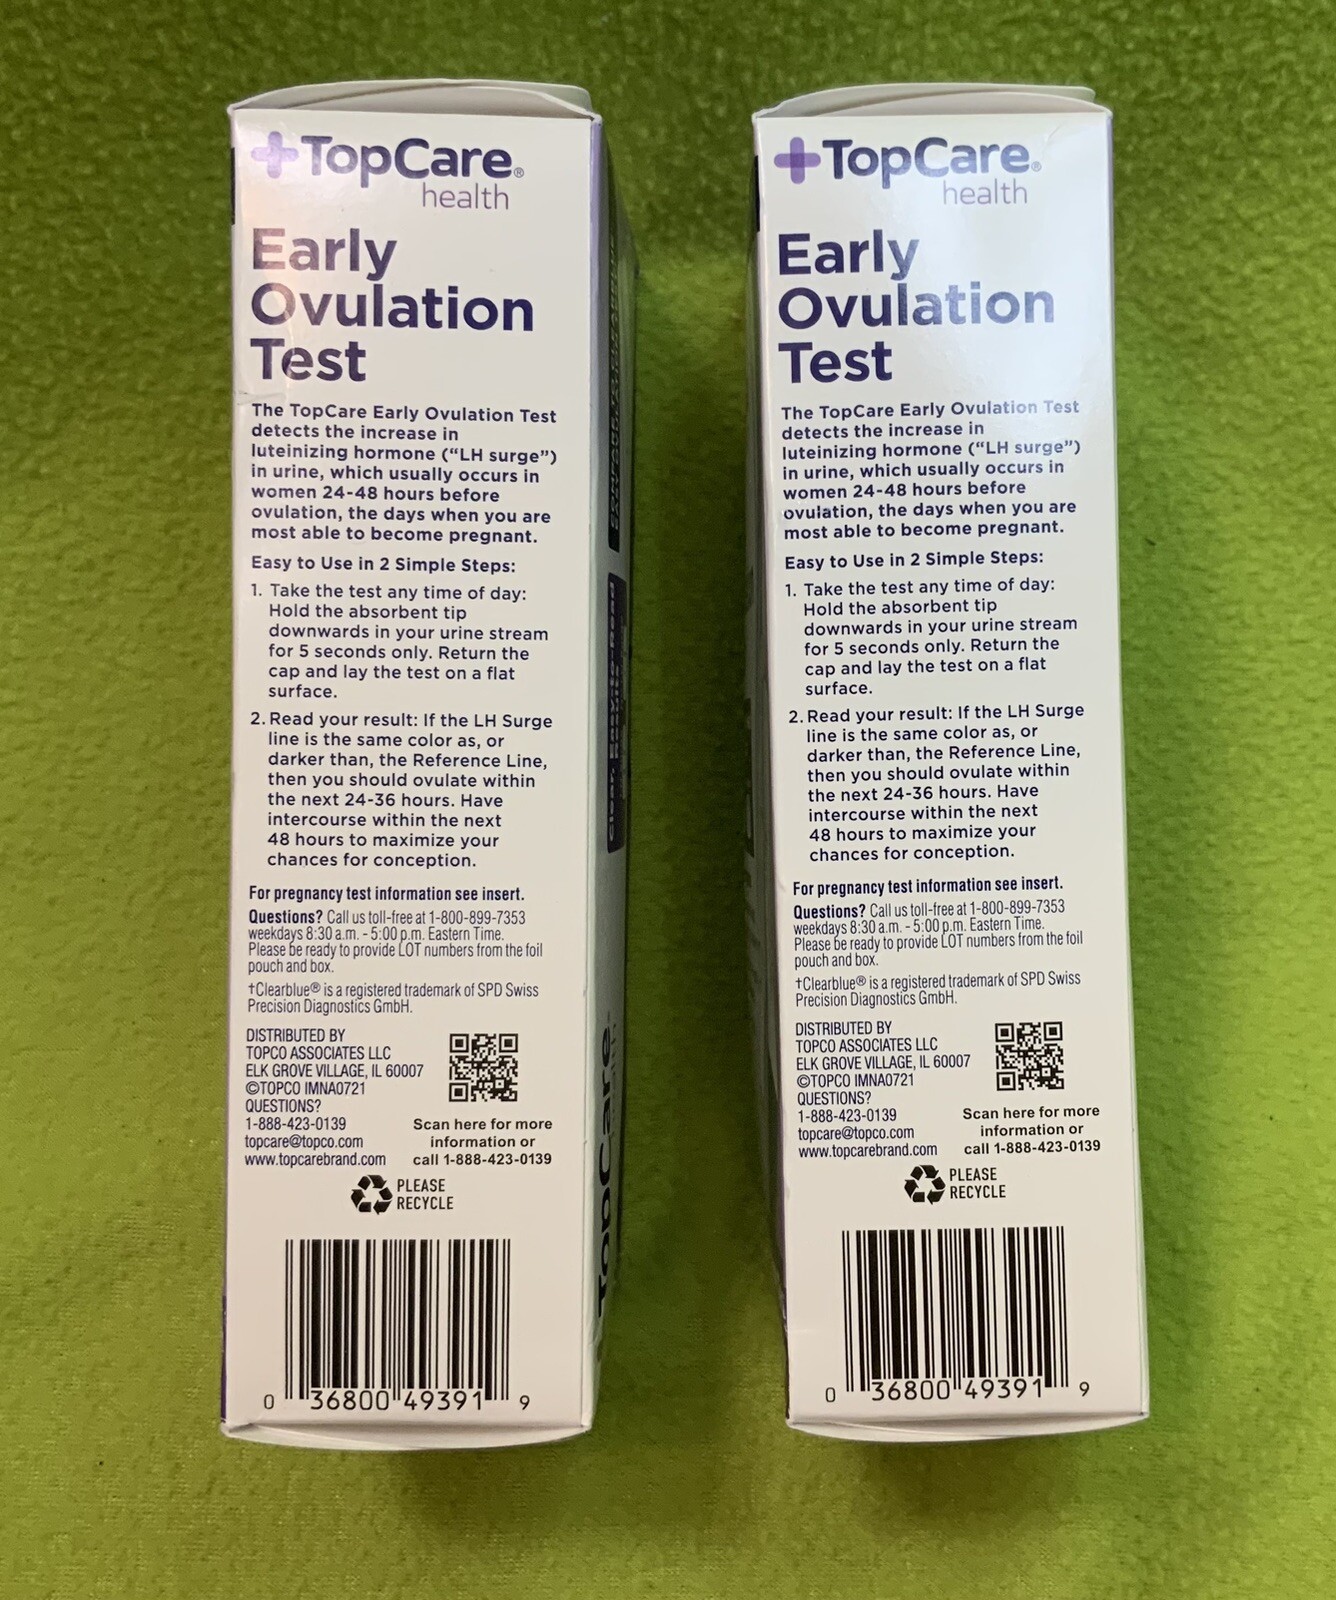 TopCare®
health
Early
Ovulation
Test
The TopCare Early Ovulation Test
detects the increase in
luteinizing hormone (“LH surge”)
in urine, which usually occurs in
women 24-48 hours before
ovulation, the days when you are
most able to become pregnant.
Easy to Use in 2 Simple Steps:
1. Take the test any time of day:
Hold the absorbent tip
downwards in your urine stream
for 5 seconds only. Return the
cap and lay the test on a flat
surface.
2. Read your result: If the LH Surge
line is the same color as, or
darker than, the Reference Line,
then you should ovulate within
the next 24-36 hours. Have
intercourse within the next
48 hours to maximize your
chances for conception.
For pregnancy test information see insert.
Questions? Call us toll-free at 1-800-899-7353
weekdays 8:30 a.m. - 5:00 p.m. Eastern Time.
Please be ready to provide LOT numbers from the foil
pouch and box.
†Clearblue® is a registered trademark of SPD Swiss
Precision Diagnostics GmbH.
DISTRIBUTED BY
TOPCO ASSOCIATES LLC
ELK GROVE VILLAGE, IL 60007
©TOPCO IMNA0721
QUESTIONS?
1-888-423-0139
topcare@topco.com
www.topcarebrand.com
Scan here for more
information or
call 1-888-423-0139
PLEASE
RECYCLE
0 36800 49391 9
Clear, Easy-to-Read
TopCare
TopCare®
health
Early
Ovulation
Test
The TopCare Early Ovulation Test
detects the increase in
luteinizing hormone (“LH surge”)
in urine, which usually occurs in
women 24-48 hours before
ovulation, the days when you are
most able to become pregnant.
Easy to Use in 2 Simple Steps:
1. Take the test any time of day:
Hold the absorbent tip
downwards in your urine stream
for 5 seconds only. Return the
cap and lay the test on a flat
surface.
2. Read your result: If the LH Surge
line is the same color as, or
darker than, the Reference Line,
then you should ovulate within
the next 24-36 hours. Have
intercourse within the next
48 hours to maximize your
chances for conception.
For pregnancy test information see insert.
Questions? Call us toll-free at 1-800-899-7353
weekdays 8:30 a.m. - 5:00 p.m. Eastern Time.
Please be ready to provide LOT numbers from the foil
pouch and box.
†Clearblue® is a registered trademark of SPD Swiss
Precision Diagnostics GmbH.
DISTRIBUTED BY
TOPCO ASSOCIATES LLC
ELK GROVE VILLAGE, IL 60007
©TOPCO IMNA0721
QUESTIONS?
1-888-423-0139
topcare@topco.com
www.topcarebrand.com
Scan here for more
information or
call 1-888-423-0139
PLEASE
RECYCLE
0 36800 49391 9